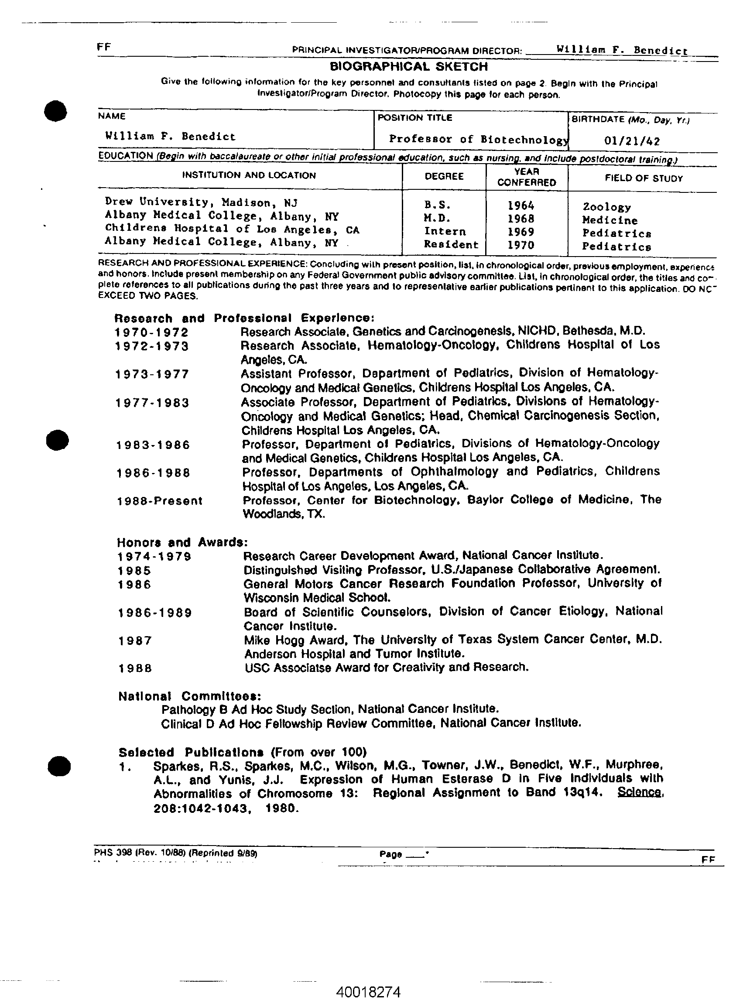 FF
PRINCIPAL INVESTIGATOR/PROGRAM DIRECTOR: William F. Benedict
BIOGRAPHICAL SKETCH
Give the following information for the key personnel and consultants listed on page 2. Begin with the Principal
Investigator/Program Director. Photocopy this page for each person.
NAME POSITION TITLE BIRTHDATE (Mo., Day, Yr.)
William F. Benedict Professor of Biotechnology 01/21/42
EDUCATION (Begin with baccalaureate or other initial professional education, such as nursing, and include postdoctoral training.)
INSTITUTION AND LOCATION DEGREE YEAR CONFERRED FIELD OF STUDY
Drew University, Madison, NJ B.S. 1964 Zoology
Albany Medical College, Albany, NY M.D. 1968 Medicine
Childrens Hospital of Los Angeles, CA Intern 1969 Pediatrics
Albany Medical College, Albany, NY Resident 1970 Pediatrics
RESEARCH AND PROFESSIONAL EXPERIENCE: Concluding with present position, list, in chronological order, previous employment, experience
and honors. Include present membership on any Federal Government public advisory committee. List, in chronological order, the titles and com-
plete references to all publications during the past three years and to representative earlier publications pertinent to this application. DO NOT
EXCEED TWO PAGES.
Research and Professional Experience:
1970-1972 Research Associate, Genetics and Carcinogenesis, NICHD, Bethesda, M.D.
1972-1973 Research Associate, Hematology-Oncology, Childrens Hospital of Los
Angeles, CA.
1973-1977 Assistant Professor, Department of Pediatrics, Division of Hematology-
Oncology and Medical Genetics, Childrens Hospital Los Angeles, CA.
1977-1983 Associate Professor, Department of Pediatrics, Divisions of Hematology-
Oncology and Medical Genetics; Head, Chemical Carcinogenesis Section,
Childrens Hospital Los Angeles, CA.
1983-1986 Professor, Department of Pediatrics, Divisions of Hematology-Oncology
and Medical Genetics, Childrens Hospital Los Angeles, CA.
1986-1988 Professor, Departments of Ophthalmology and Pediatrics, Childrens
Hospital of Los Angeles, Los Angeles, CA.
1988-Present Professor, Center for Biotechnology, Baylor College of Medicine, The
Woodlands, TX.
Honors and Awards:
1974-1979 Research Career Development Award, National Cancer Institute.
1985 Distinguished Visiting Professor, U.S./Japanese Collaborative Agreement.
1986 General Motors Cancer Research Foundation Professor, University of
Wisconsin Medical School.
1986-1989 Board of Scientific Counselors, Division of Cancer Etiology, National
Cancer Institute.
1987 Mike Hogg Award, The University of Texas System Cancer Center, M.D.
Anderson Hospital and Tumor Institute.
1988 USC Associatse Award for Creativity and Research.
National Committees:
Pathology B Ad Hoc Study Section, National Cancer Institute.
Clinical D Ad Hoc Fellowship Review Committee, National Cancer Institute.
Selected Publications (From over 100)
1. Sparkes, R.S., Sparkes, M.C., Wilson, M.G., Towner, J.W., Benedict, W.F., Murphree,
A.L., and Yunis, J.J. Expression of Human Esterase D in Five Individuals with
Abnormalities of Chromosome 13: Regional Assignment to Band 13q14. Science,
208:1042-1043, 1980.
PHS 398 (Rev. 10/88) (Reprinted 9/89) Page ___*
FF
40018274